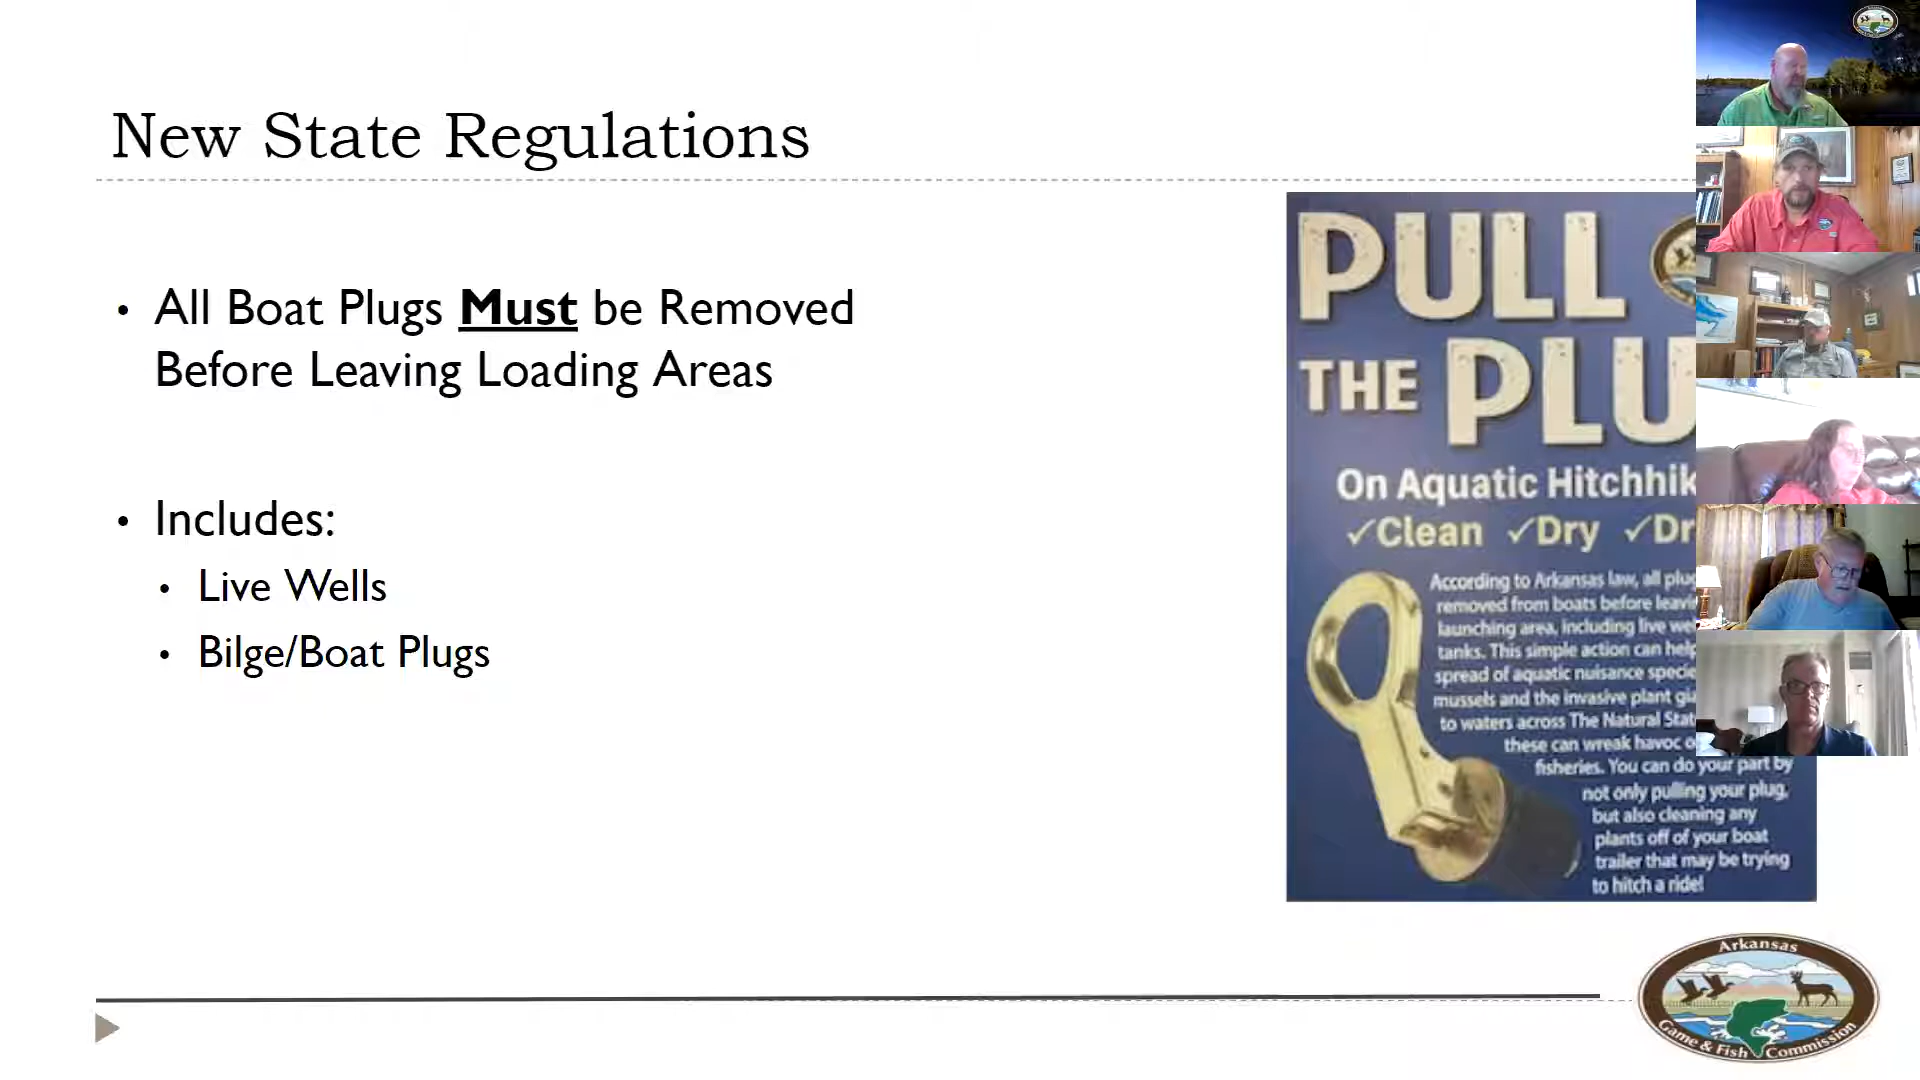 New State Regulations
• All Boat Plugs Must be Removed
Before Leaving Loading Areas
• Includes:
• Live Wells
• Bilge/Boat Plugs
PULL
THE PLU
On Aquatic Hitchhik
✓Clean ✓Dry ✓Dr
According to Arkansas law, all plug
removed from boats before leavi
launching area, including live we
tanks. This simple action can help
spread of aquatic nuisance specie
mussels and the invasive plant gia
to waters across The Natural Stat
these can wreak havoc o
fisheries. You can do your part by
not only pulling your plug,
but also cleaning any
plants off of your boat
trailer that may be trying
to hitch a ride!
Arkansas
Game & Fish Commission